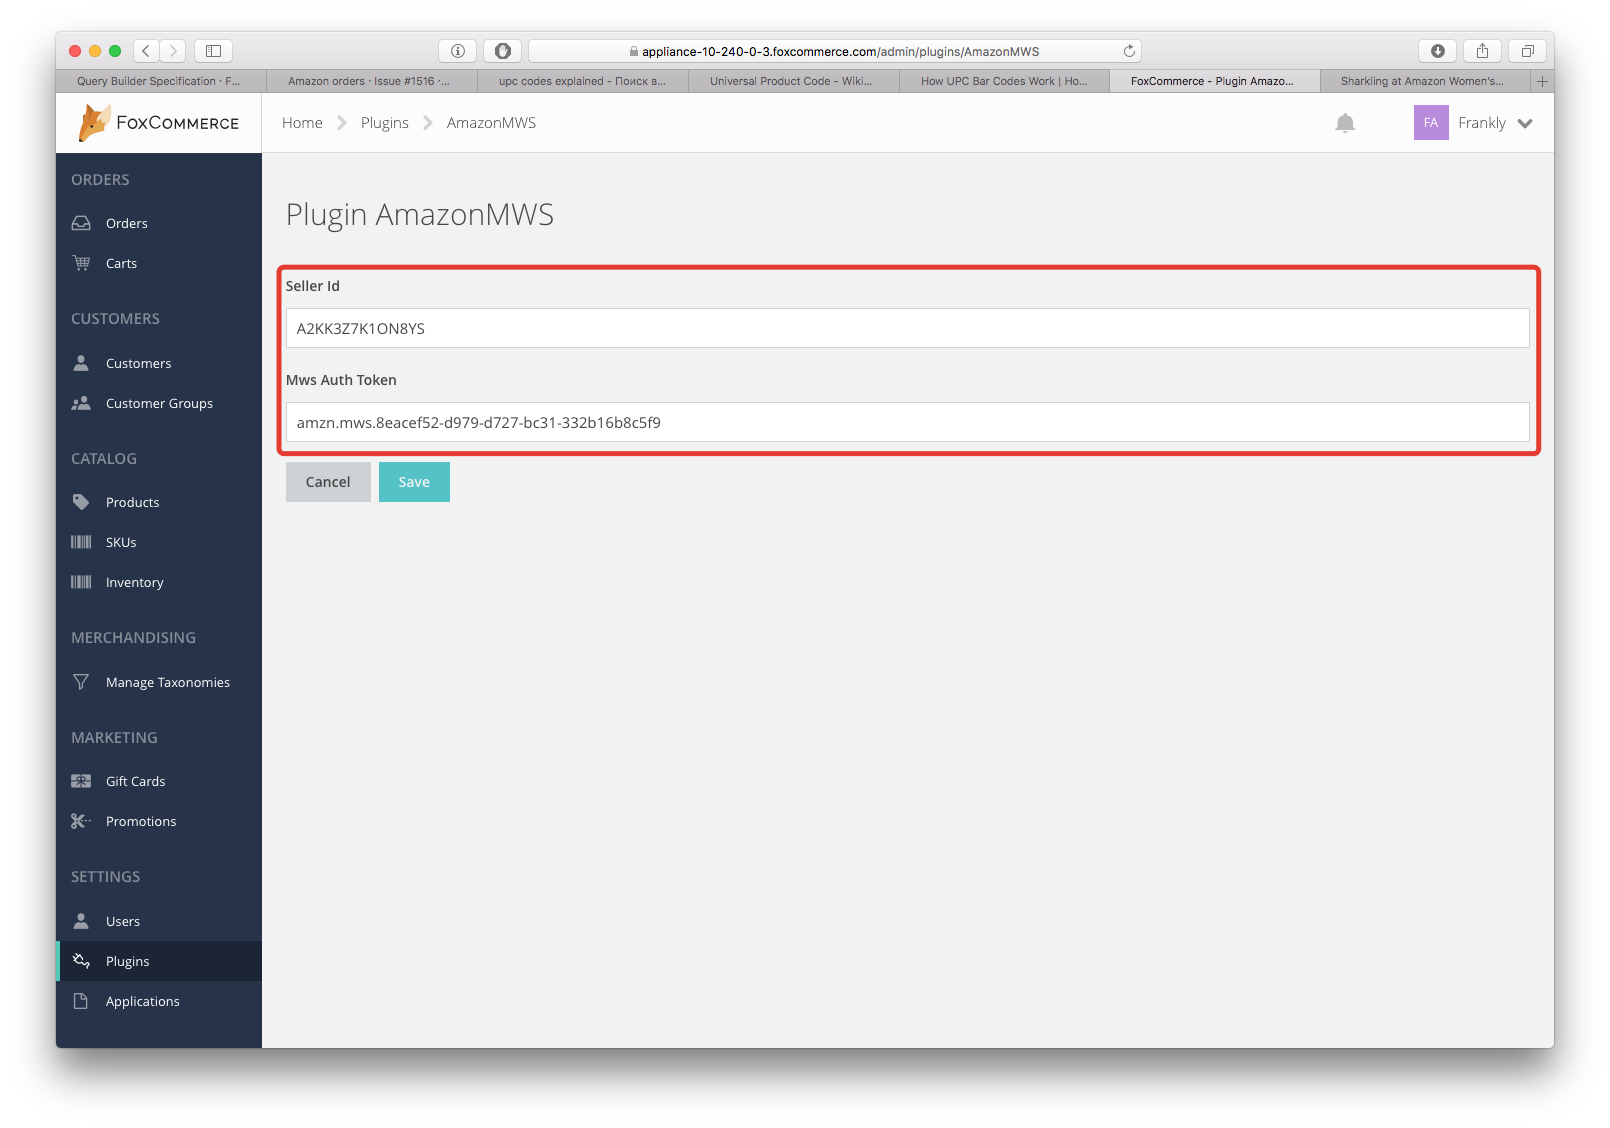 appliance-10-240-0-3.foxcommerce.com/admin/plugins/AmazonMWS
Query Builder Specification · F...
Amazon orders · Issue #1516 ·...
upc codes explained - Поиск в...
Universal Product Code - Wiki...
How UPC Bar Codes Work | Ho...
FoxCommerce - Plugin Amazo...
Sharkling at Amazon Women's...
FOXCOMMERCE
Home
Plugins
AmazonMWS
FA
Frankly
ORDERS
Orders
Carts
CUSTOMERS
Customers
Customer Groups
CATALOG
Products
SKUs
Inventory
MERCHANDISING
Manage Taxonomies
MARKETING
Gift Cards
Promotions
SETTINGS
Users
Plugins
Applications
Plugin AmazonMWS
Seller Id
A2KK3Z7K1ON8YS
Mws Auth Token
amzn.mws.8eacef52-d979-d727-bc31-332b16b8c5f9
Cancel
Save